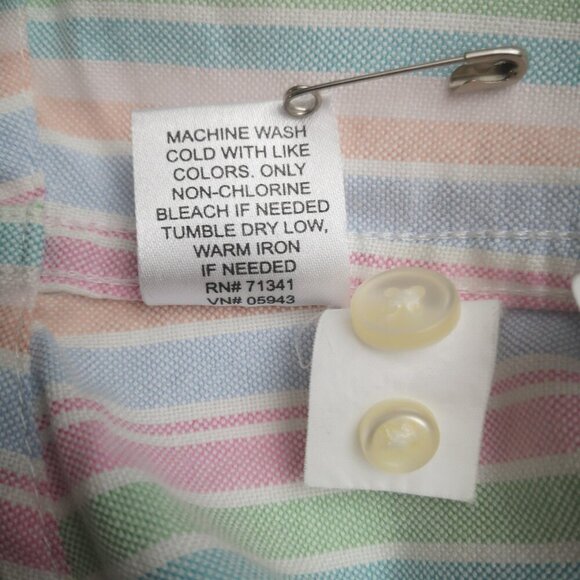 MACHINE WASH
COLD WITH LIKE
COLORS. ONLY
NON-CHLORINE
BLEACH IF NEEDED
TUMBLE DRY LOW,
WARM IRON
IF NEEDED
RN# 71341
VN# 05943